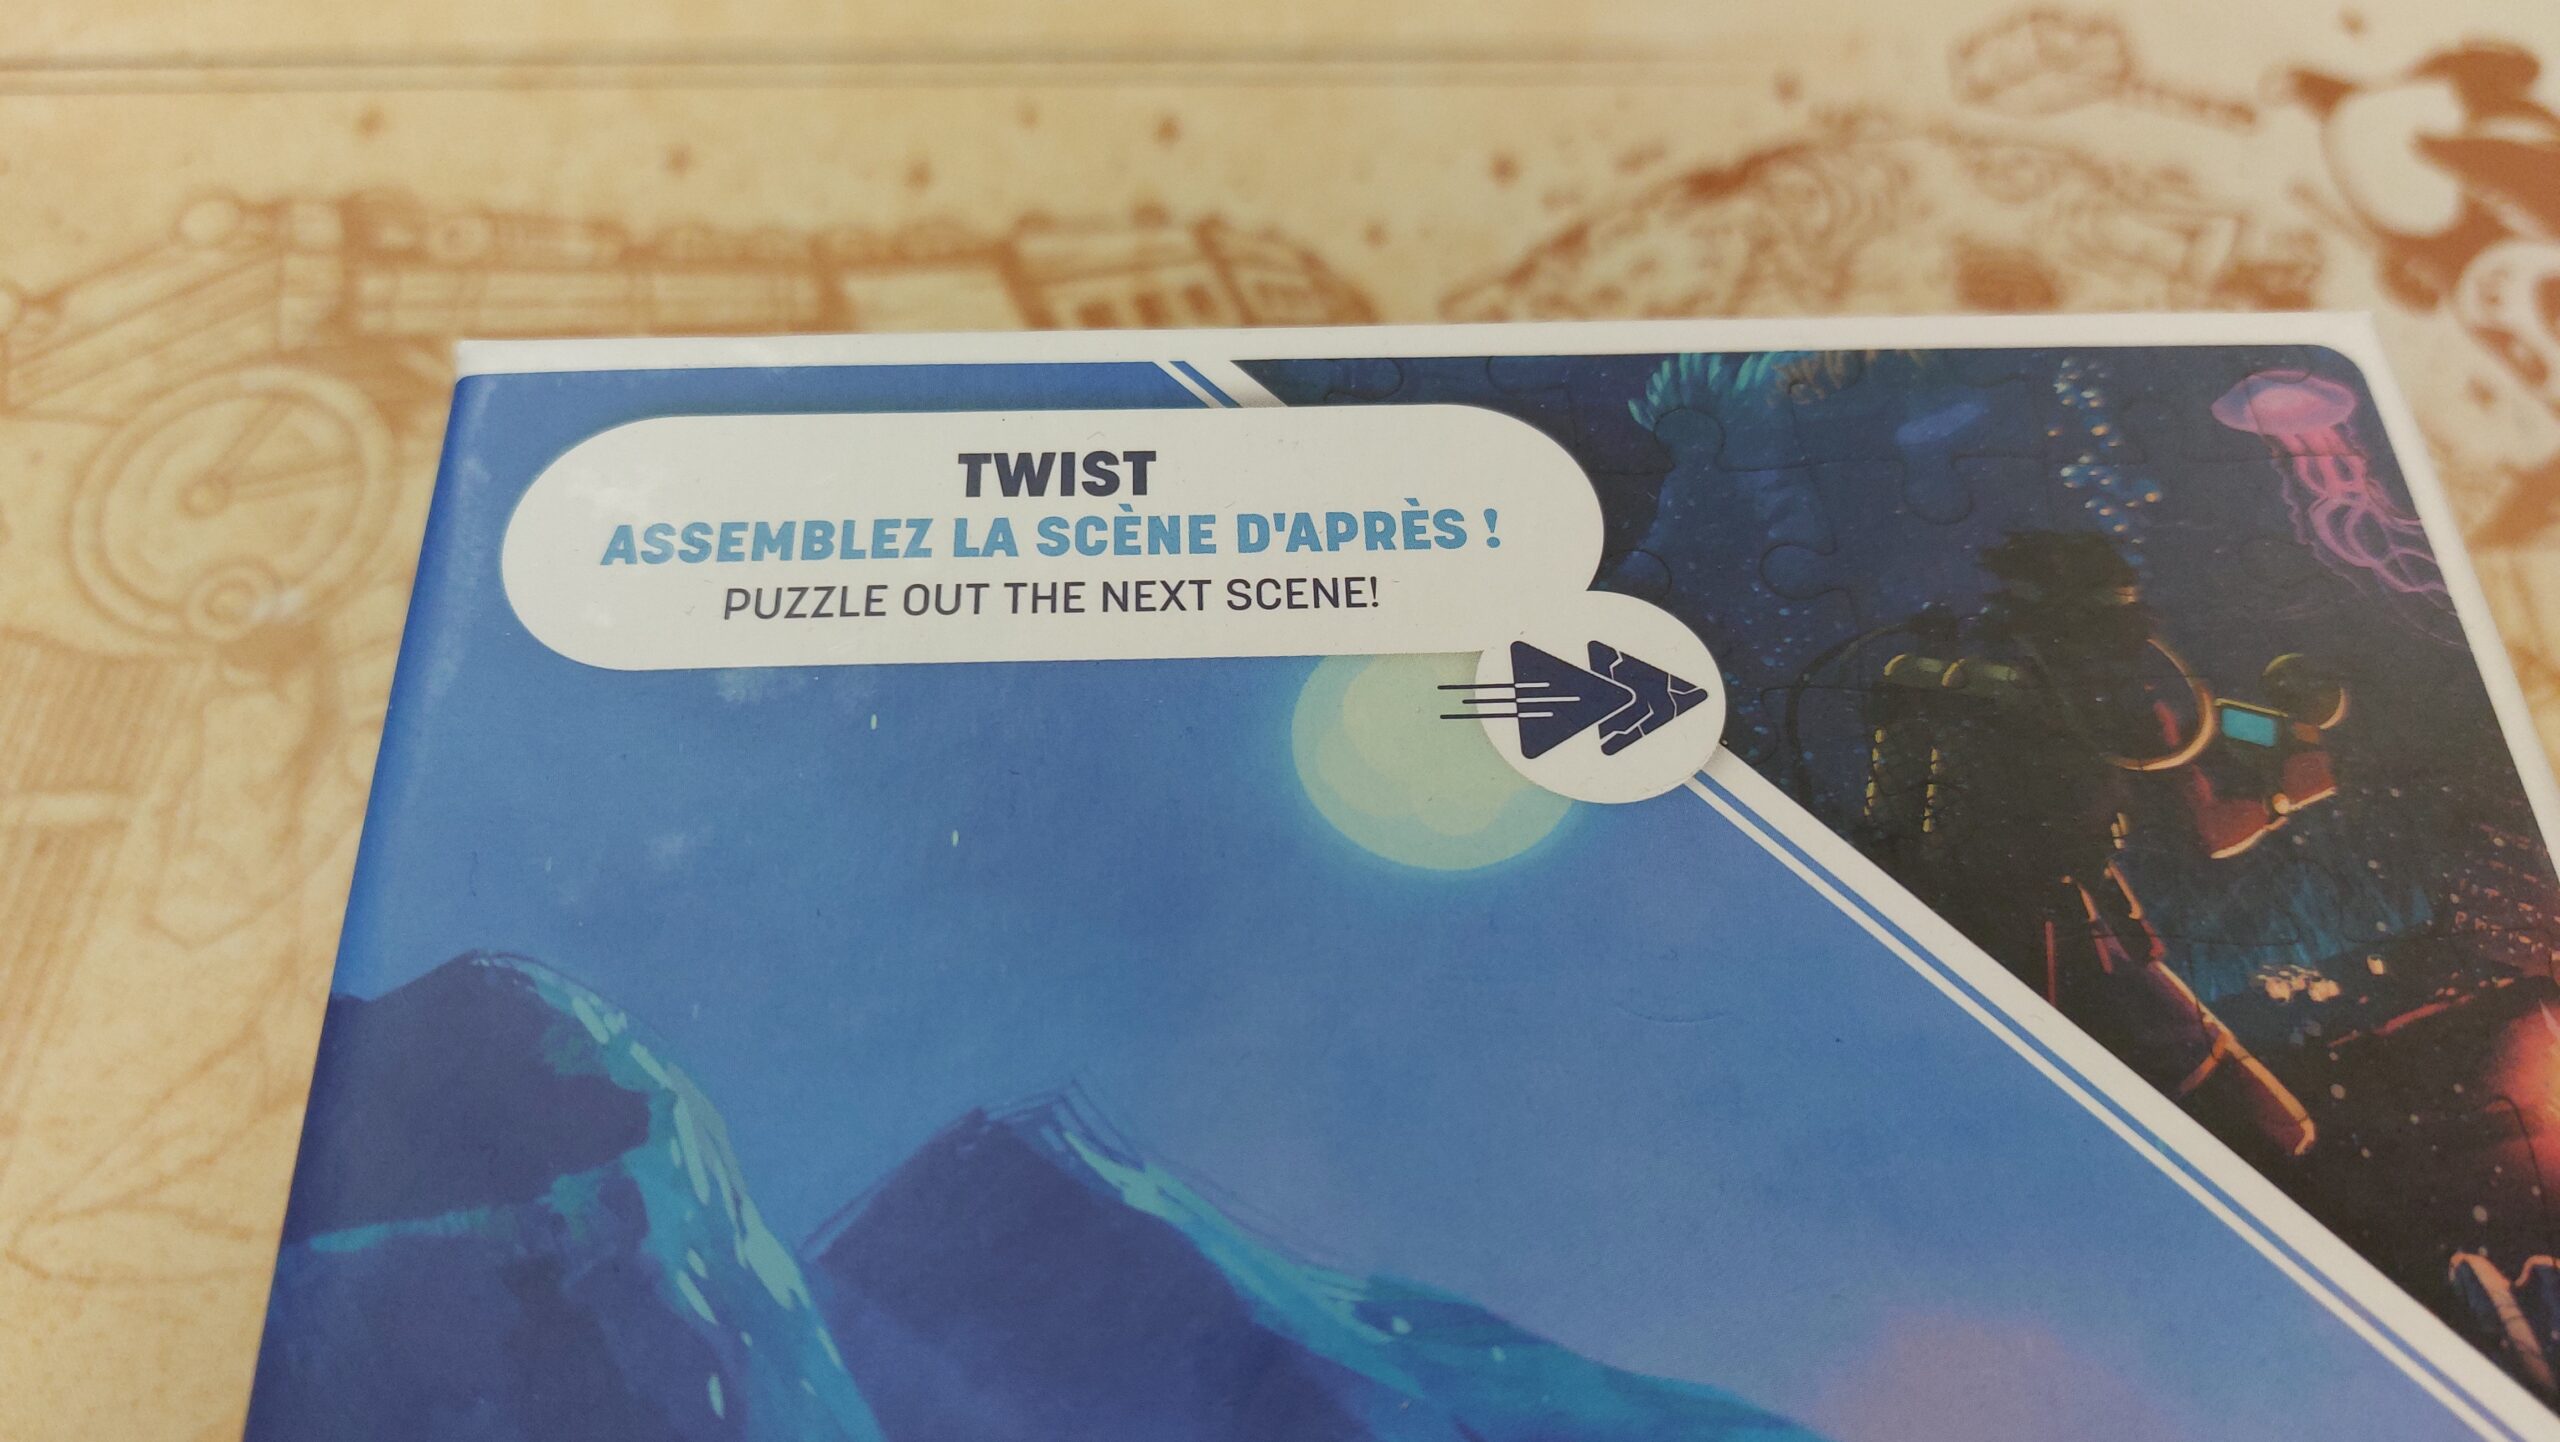 TWIST
ASSEMBLEZ LA SCÈNE D'APRÈS !
PUZZLE OUT THE NEXT SCENE!